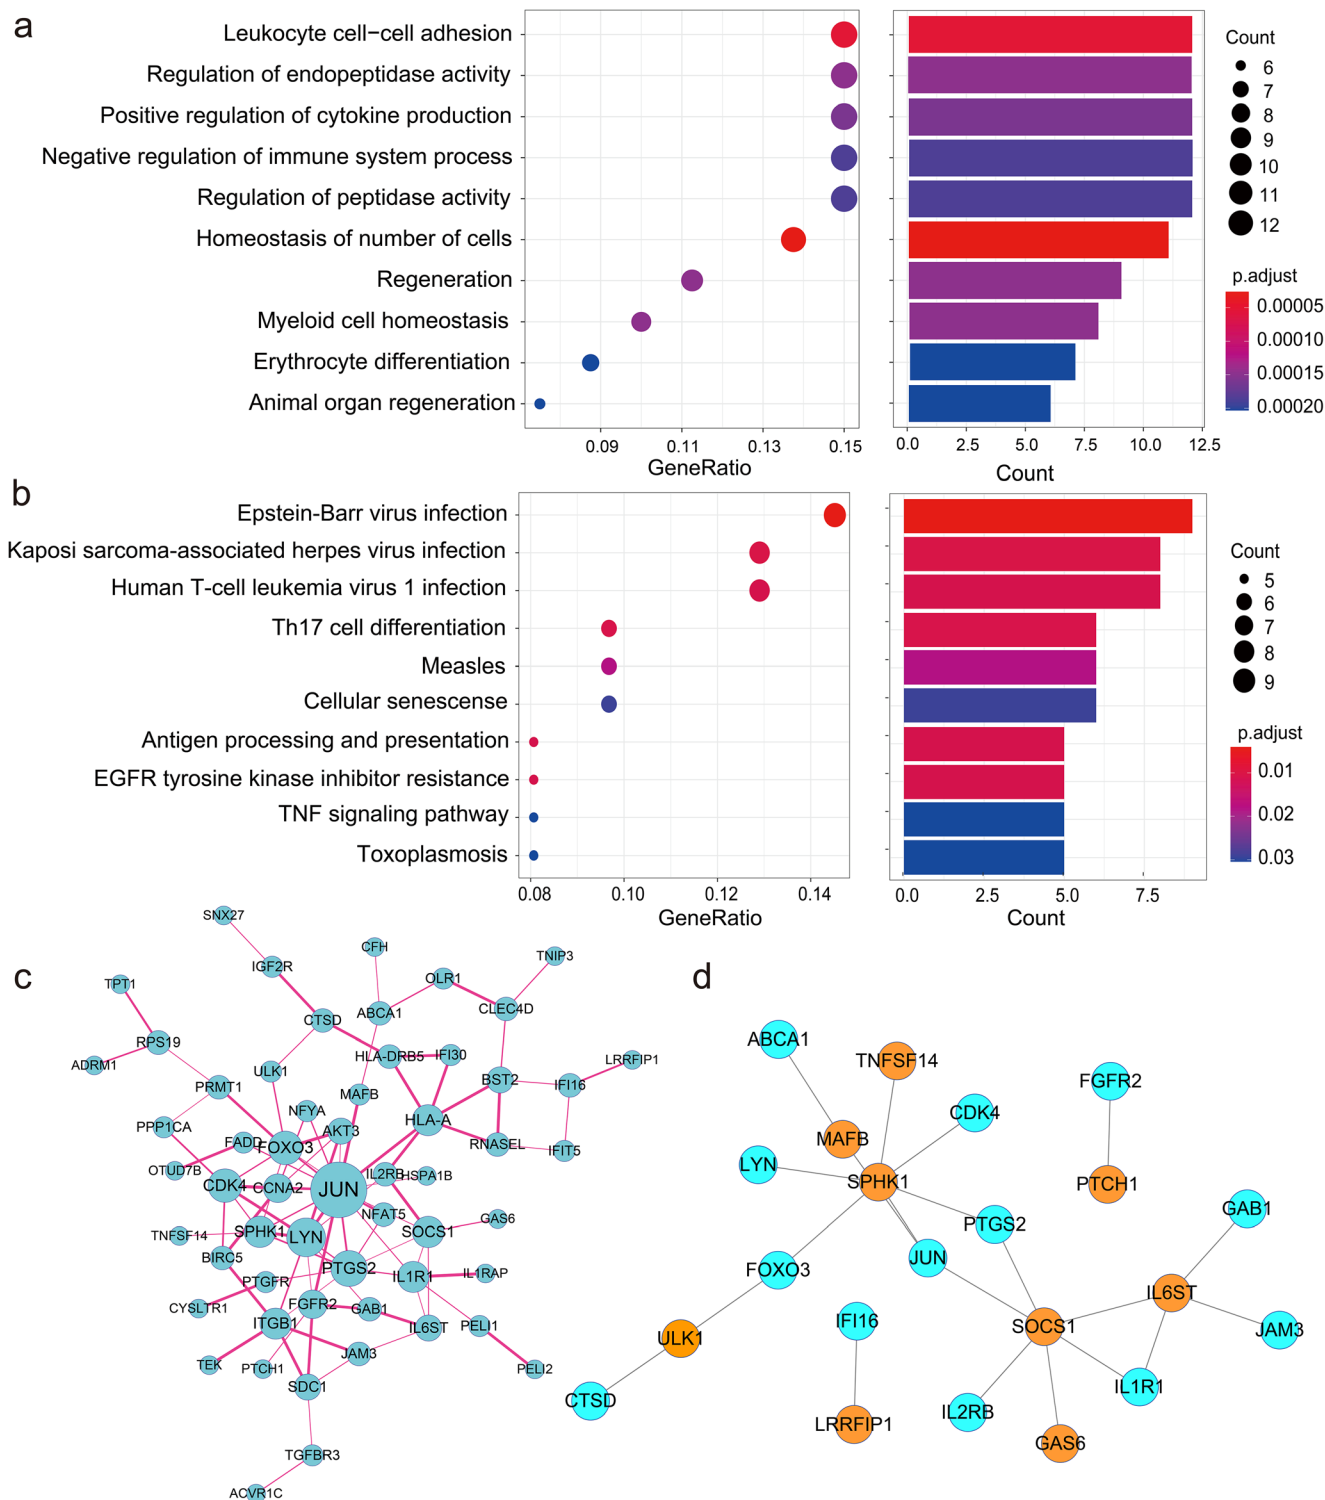 a
Leukocyte cell−cell adhesion
Regulation of endopeptidase activity
Positive regulation of cytokine production
Negative regulation of immune system process
Regulation of peptidase activity
Homeostasis of number of cells
Regeneration
Myeloid cell homeostasis
Erythrocyte differentiation
Animal organ regeneration
0.09 0.11 0.13 0.15
GeneRatio
0.0 2.5 5.0 7.5 10.0 12.5
Count
Count
6
7
8
9
10
11
12
p.adjust
0.00005
0.00010
0.00015
0.00020
b
Epstein-Barr virus infection
Kaposi sarcoma-associated herpes virus infection
Human T-cell leukemia virus 1 infection
Th17 cell differentiation
Measles
Cellular senescense
Antigen processing and presentation
EGFR tyrosine kinase inhibitor resistance
TNF signaling pathway
Toxoplasmosis
0.08 0.10 0.12 0.14
GeneRatio
0.0 2.5 5.0 7.5
Count
Count
5
6
7
8
9
p.adjust
0.01
0.02
0.03
c
SNX27
CFH
TNIP3
IGF2R
OLR1
TPT1
CTSD
ABCA1
CLEC4D
RPS19
HLA-DRB5
IFI30
LRRFIP1
ADRM1
ULK1
BST2
IFI16
PRMT1
MAFB
NFYA
HLA-A
PPP1CA
AKT3
FADD
FOXO3
RNASEL
IFIT5
OTUD7B
IL2RB
HSPA1B
CDK4
CCNA2
JUN
NFAT5
GAS6
TNFSF14
SPHK1
LYN
SOCS1
BIRC5
PTGS2
PTGFR
IL1R1
IL1RAP
CYSLTR1
FGFR2
GAB1
ITGB1
IL6ST
PELI1
JAM3
TEK
PTCH1
PELI2
SDC1
TGFBR3
ACVR1C
d
ABCA1
TNFSF14
FGFR2
CDK4
MAFB
LYN
SPHK1
PTCH1
GAB1
PTGS2
JUN
FOXO3
IL6ST
IFI16
SOCS1
JAM3
ULK1
IL1R1
CTSD
IL2RB
LRRFIP1
GAS6